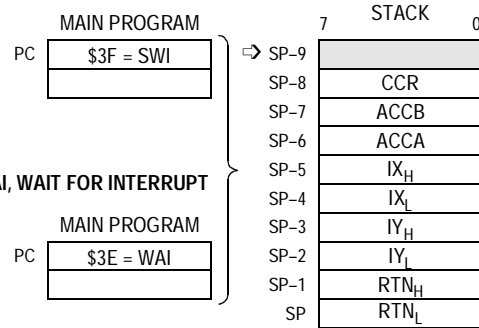 MAIN PROGRAM
PC $3F = SWI
I, WAIT FOR INTERRUPT
MAIN PROGRAM
PC $3E = WAI
7 STACK 0
➩ SP–9
SP–8 CCR
SP–7 ACCB
SP–6 ACCA
SP–5 IXH
SP–4 IXL
SP–3 IYH
SP–2 IYL
SP–1 RTNH
SP RTNL